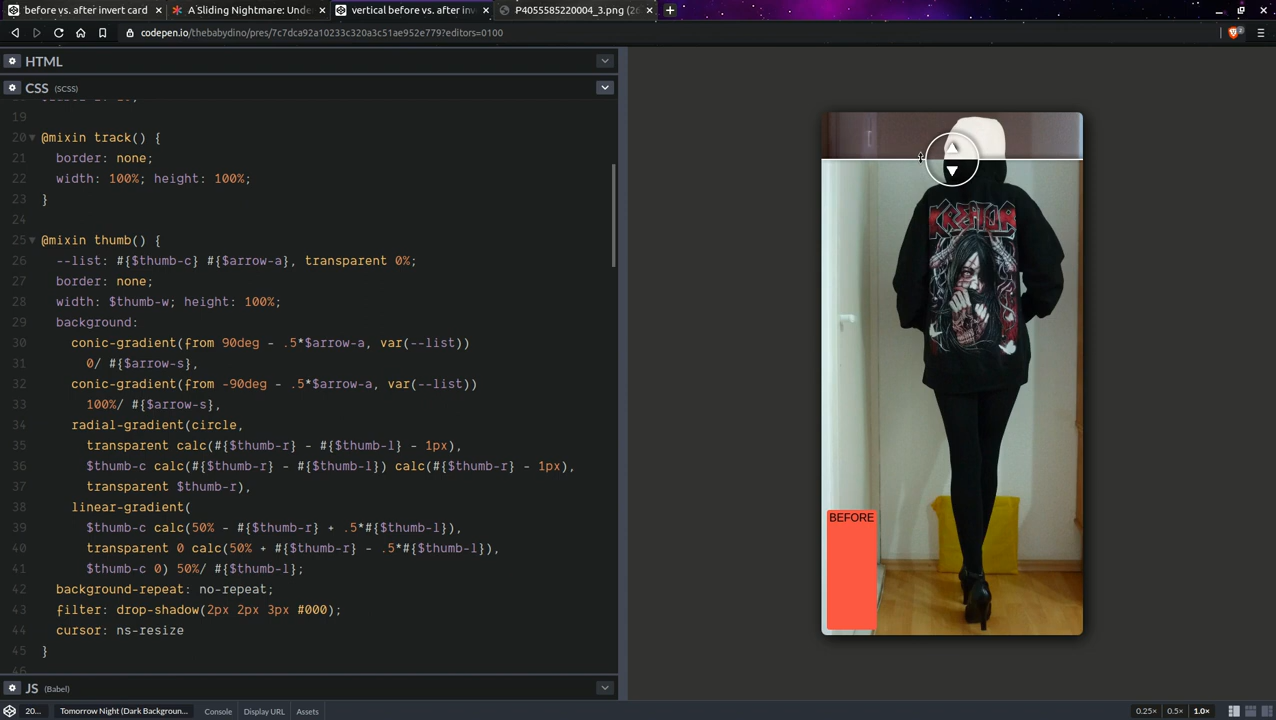 before vs. after invert card
A Sliding Nightmare: Unde
vertical before vs. after inv
P4055585220004_3.png (26
codepen.io/thebabydino/pres/7c7dca92a10233c320a3c51ae952e779?editors=0100
2
HTML
CSS (SCSS)
19
20 @mixin track() {
21 border: none;
22 width: 100%; height: 100%;
23 }
24
25 @mixin thumb() {
26 --list: #{$thumb-c} #{$arrow-a}, transparent 0%;
27 border: none;
28 width: $thumb-w; height: 100%;
29 background:
30 conic-gradient(from 90deg - .5*$arrow-a, var(--list))
31 0/ #{$arrow-s},
32 conic-gradient(from -90deg - .5*$arrow-a, var(--list))
33 100%/ #{$arrow-s},
34 radial-gradient(circle,
35 transparent calc(#{$thumb-r} - #{$thumb-l} - 1px),
36 $thumb-c calc(#{$thumb-r} - #{$thumb-l}) calc(#{$thumb-r} - 1px),
37 transparent $thumb-r),
38 linear-gradient(
39 $thumb-c calc(50% - #{$thumb-r} + .5*#{$thumb-l}),
40 transparent 0 calc(50% + #{$thumb-r} - .5*#{$thumb-l}),
41 $thumb-c 0) 50%/ #{$thumb-l};
42 background-repeat: no-repeat;
43 filter: drop-shadow(2px 2px 3px #000);
44 cursor: ns-resize
45 }
KREATOR
BEFORE
JS (Babel)
20...
Tomorrow Night (Dark Backgroun...
Console
Display URL
Assets
0.25×
0.5×
1.0×